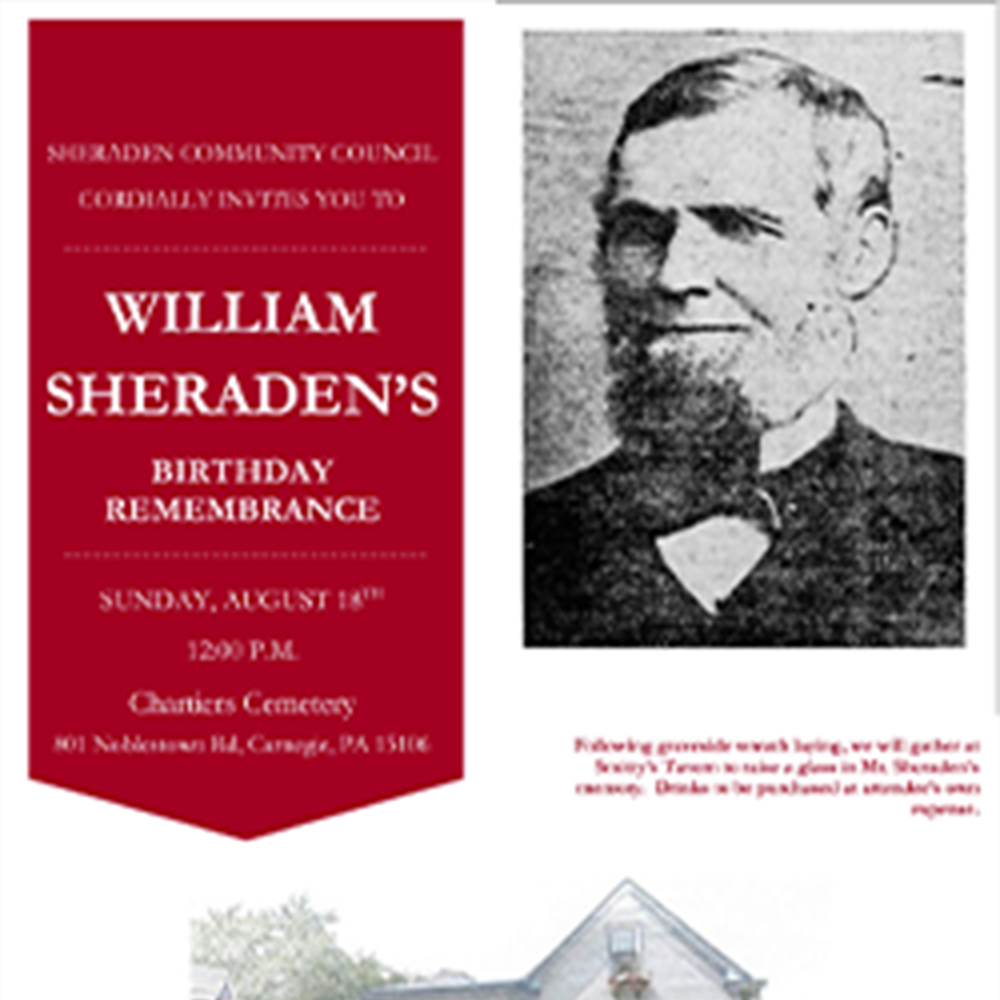 SHERADEN COMMUNITY COUNCIL
CORDIALLY INVITES YOU TO
WILLIAM
SHERADEN'S
BIRTHDAY
REMEMBRANCE
SUNDAY, AUGUST 18TH
12:00 P.M.
Chartiers Cemetery
801 Noblestown Rd, Carnegie, PA 15106
Following graveside wreath laying, we will gather at
Smitty's Tavern to raise a glass in Mr. Sheraden's
memory. Drinks to be purchased at attendee's own
expense.